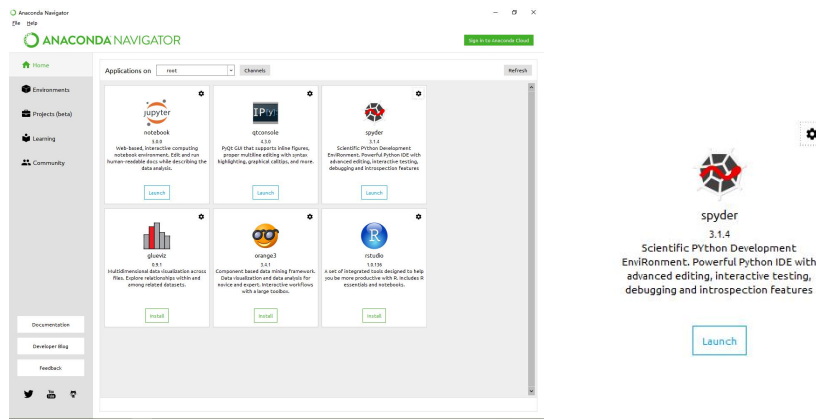 Anaconda Navigator
File Help
ANACONDA NAVIGATOR
Sign in to Anaconda Cloud
Home
Environments
Projects (beta)
Learning
Community
Documentation
Developer Blog
Feedback
You
Tube
Applications on root Channels Refresh
jupyter
notebook
5.0.0
Web-based, interactive computing
notebook environment. Edit and run
human-readable docs while describing the
data analysis.
Launch
IP[y]:
qtconsole
4.3.0
PyQt GUI that supports inline figures,
proper multiline editing with syntax
highlighting, graphical calltips, and more.
Launch
spyder
3.1.4
Scientific PYthon Development
EnviRonment. Powerful Python IDE with
advanced editing, interactive testing,
debugging and introspection features
Launch
glueviz
0.9.1
Multidimensional data visualization across
files. Explore relationships within and
among related datasets.
Install
orange3
3.4.1
Component based data mining framework.
Data visualization and data analysis for
novice and expert. Interactive workflows
with a large toolbox.
Install
R
rstudio
1.0.136
A set of integrated tools designed to help
you be more productive with R. Includes R
essentials and notebooks.
Install
spyder
3.1.4
Scientific PYthon Development
EnviRonment. Powerful Python IDE with
advanced editing, interactive testing,
debugging and introspection features
Launch